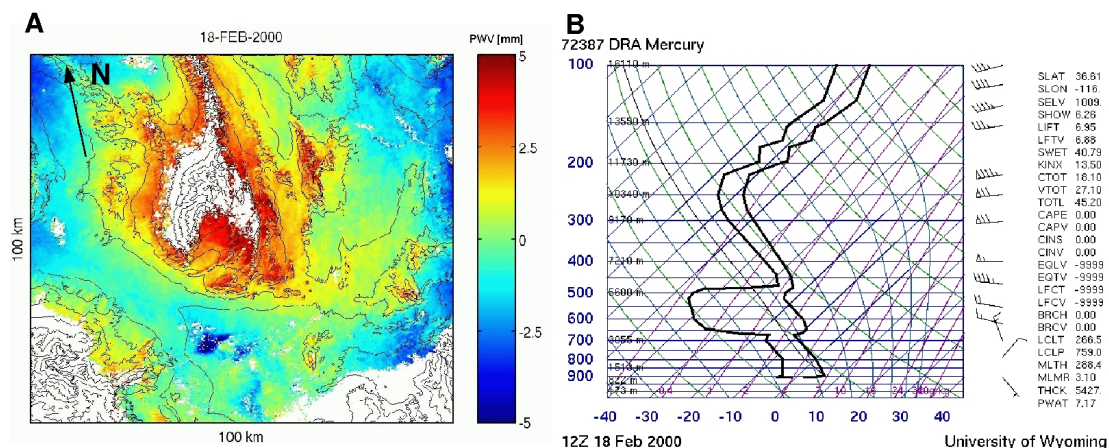 A
18-FEB-2000
PWV [mm]
N
5
2.5
0
-2.5
-5
100 km
100 km
B
72387 DRA Mercury
100
200
300
400
500
600
700
800
900
16110 m
13550 m
11730 m
10340 m
9170 m
7310 m
5600 m
3055 m
1513 m
-40 -30 -20 -10 0 10 20 30 40
12Z 18 Feb 2000
University of Wyoming
SLAT 36.61
SLON -116.
SELV 1009.
SHOW 6.26
LIFT 6.95
LFTV 6.86
SWET 40.79
KINX 13.50
CTOT 18.10
VTOT 27.10
TOTL 45.20
CAPE 0.00
CAPV 0.00
CINS 0.00
CINV 0.00
EQLV -9999
EQTV -9999
LFCT -9999
LFCV -9999
BRCH 0.00
BRCV 0.00
LCLT 266.5
LCLP 759.0
MLTH 288.4
MLMR 3.10
THCK 5427.
PWAT 7.17